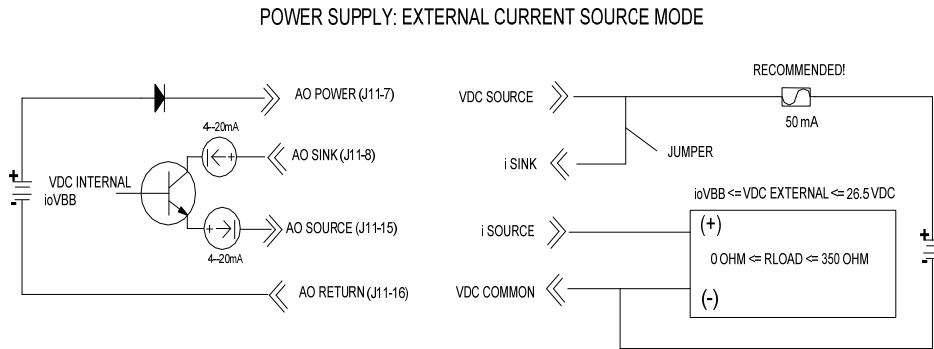 POWER SUPPLY: EXTERNAL CURRENT SOURCE MODE
AO POWER (J11-7)
4--20mA
AO SINK (J11-8)
+
-
VDC INTERNAL
ioVBB
+
+
AO SOURCE (J11-15)
4--20mA
AO RETURN (J11-16)
RECOMMENDED!
VDC SOURCE
50 mA
i SINK
JUMPER
ioVBB <= VDC EXTERNAL <= 26.5 VDC
i SOURCE
(+)
0 OHM <= RLOAD <= 350 OHM
+
-
VDC COMMON
(-)